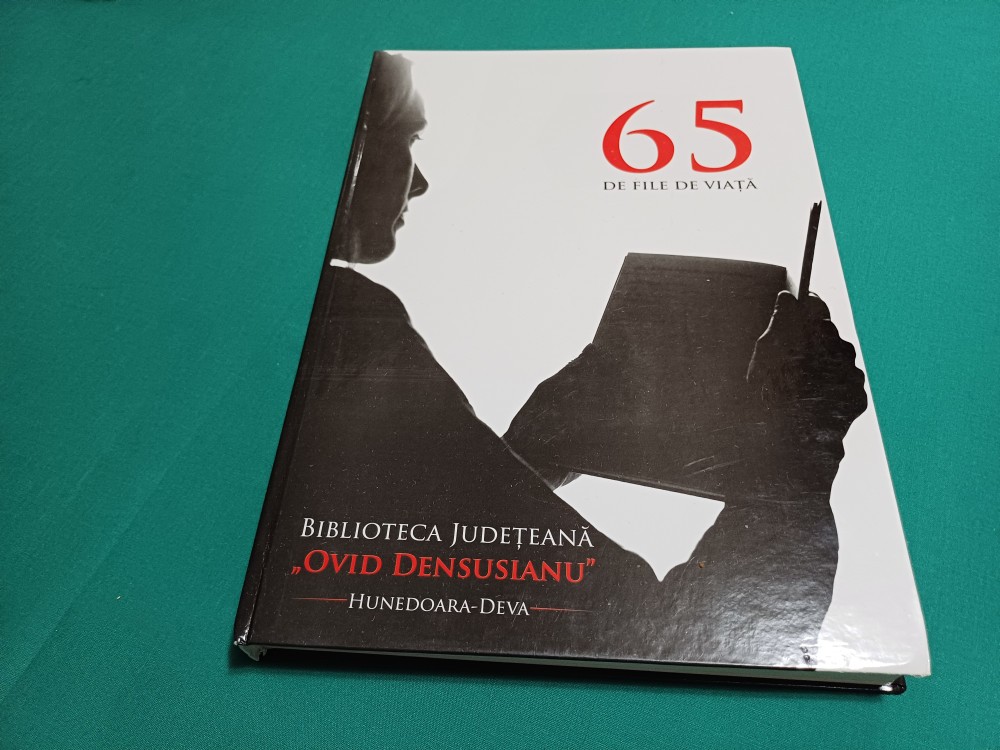 65
DE FILE DE VIAȚĂ
BIBLIOTECA JUDEȚEANĂ
„OVID DENSUSIANU”
HUNEDOARA-DEVA